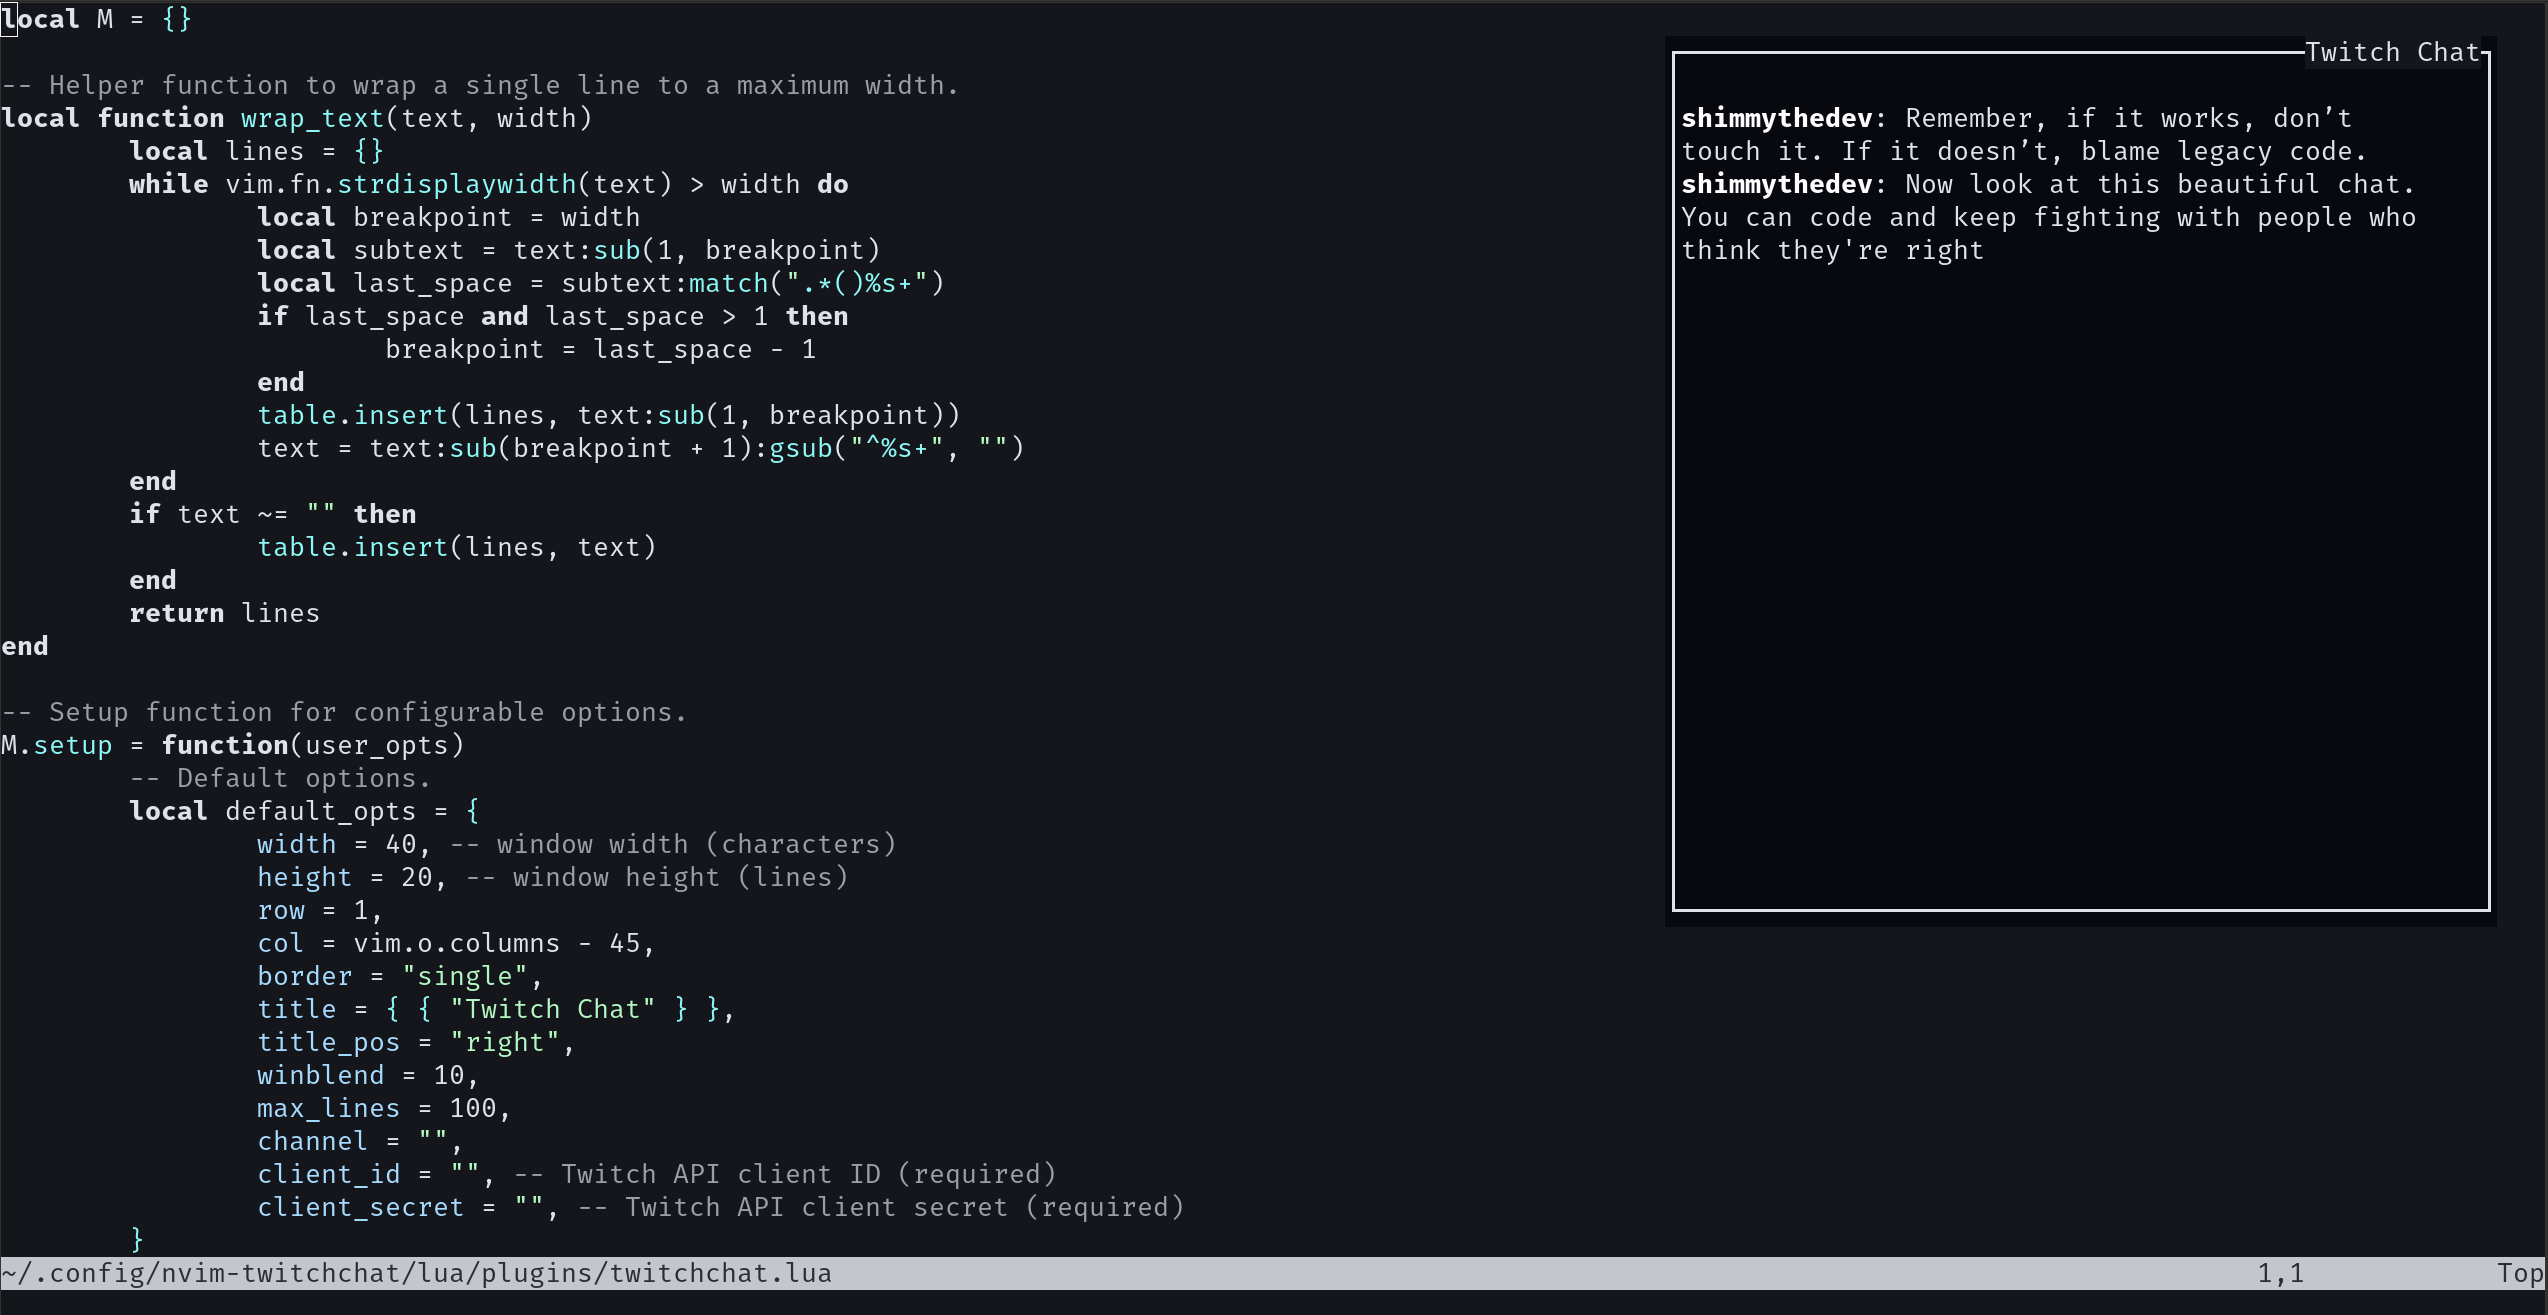 local M = {}
-- Helper function to wrap a single line to a maximum width.
local function wrap_text(text, width)
        local lines = {}
        while vim.fn.strdisplaywidth(text) > width do
                local breakpoint = width
                local subtext = text:sub(1, breakpoint)
                local last_space = subtext:match(".*()%s+")
                if last_space and last_space > 1 then
                        breakpoint = last_space - 1
                end
                table.insert(lines, text:sub(1, breakpoint))
                text = text:sub(breakpoint + 1):gsub("^%s+", "")
        end
        if text ~= "" then
                table.insert(lines, text)
        end
        return lines
end
-- Setup function for configurable options.
M.setup = function(user_opts)
        -- Default options.
        local default_opts = {
                width = 40, -- window width (characters)
                height = 20, -- window height (lines)
                row = 1,
                col = vim.o.columns - 45,
                border = "single",
                title = { { "Twitch Chat" } },
                title_pos = "right",
                winblend = 10,
                max_lines = 100,
                channel = "",
                client_id = "", -- Twitch API client ID (required)
                client_secret = "", -- Twitch API client secret (required)
        }
Twitch Chat
shimmythedev: Remember, if it works, don’t
touch it. If it doesn’t, blame legacy code.
shimmythedev: Now look at this beautiful chat.
You can code and keep fighting with people who
think they're right
~/.config/nvim-twitchchat/lua/plugins/twitchchat.lua 1,1 Top